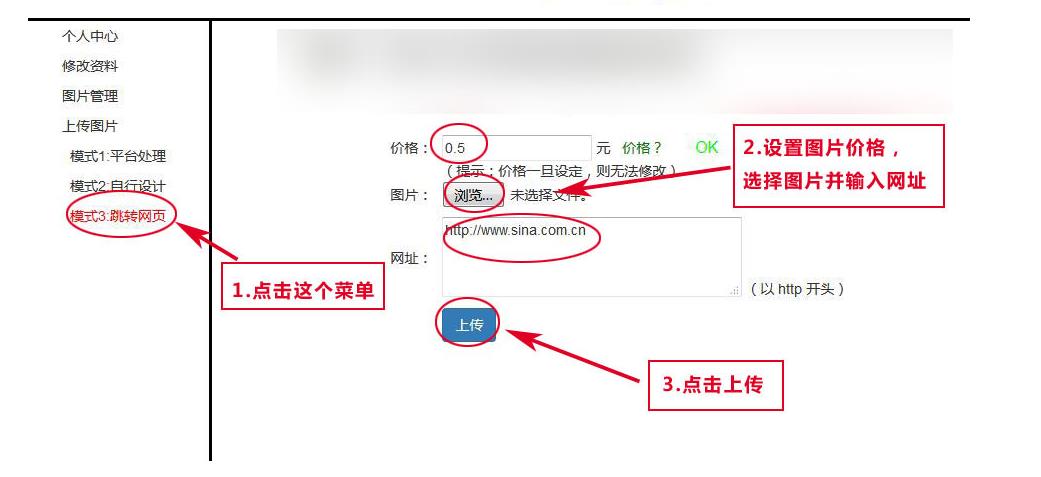 个人中心
修改资料
图片管理
上传图片
模式1:平台处理
模式2:自行设计
模式3:跳转网页
1.点击这个菜单
价格： 0.5 元 价格？ OK
（提示：价格一旦设定，则无法修改）
图片： 浏览... 未选择文件。
2.设置图片价格，
选择图片并输入网址
http://www.sina.com.cn
网址：
（以 http 开头）
上传
3.点击上传